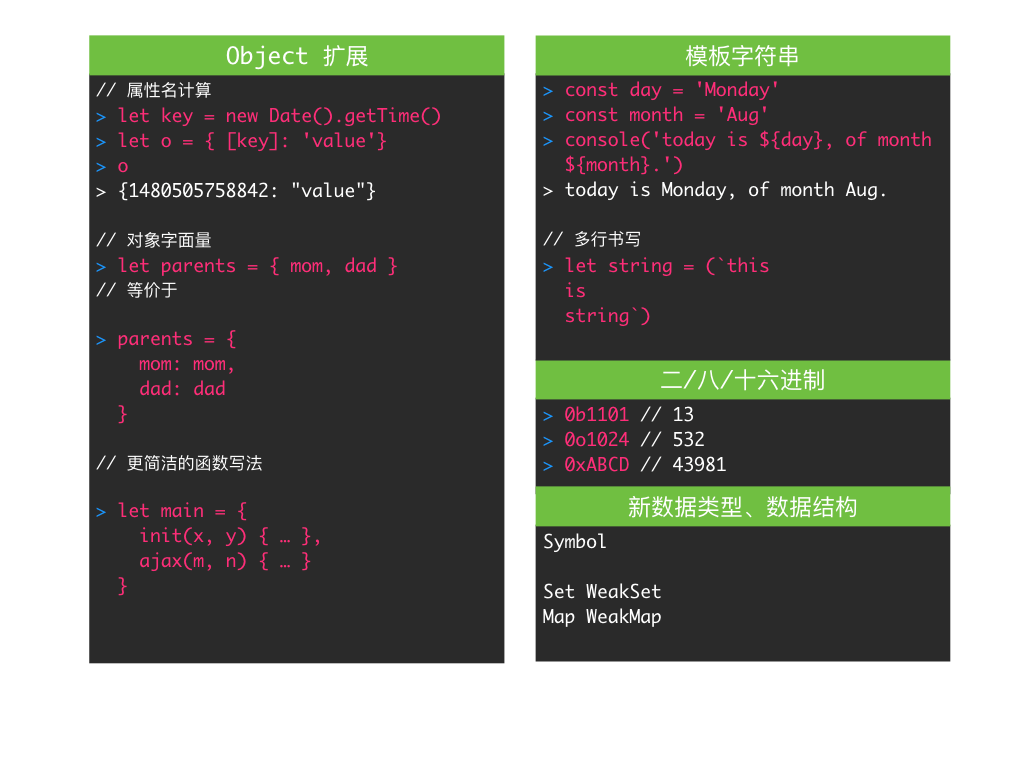 Object 扩展
// 属性名计算
> let key = new Date().getTime()
> let o = { [key]: 'value'}
> o
> {1480505758842: "value"}
// 对象字面量
> let parents = { mom, dad }
// 等价于
> parents = {
mom: mom,
dad: dad
}
// 更简洁的函数写法
> let main = {
init(x, y) { … },
ajax(m, n) { … }
}
模板字符串
> const day = 'Monday'
> const month = 'Aug'
> console('today is ${day}, of month
${month}.')
> today is Monday, of month Aug.
// 多行书写
> let string = (`this
is
string`)
二/八/十六进制
> 0b1101 // 13
> 0o1024 // 532
> 0xABCD // 43981
新数据类型、数据结构
Symbol
Set WeakSet
Map WeakMap